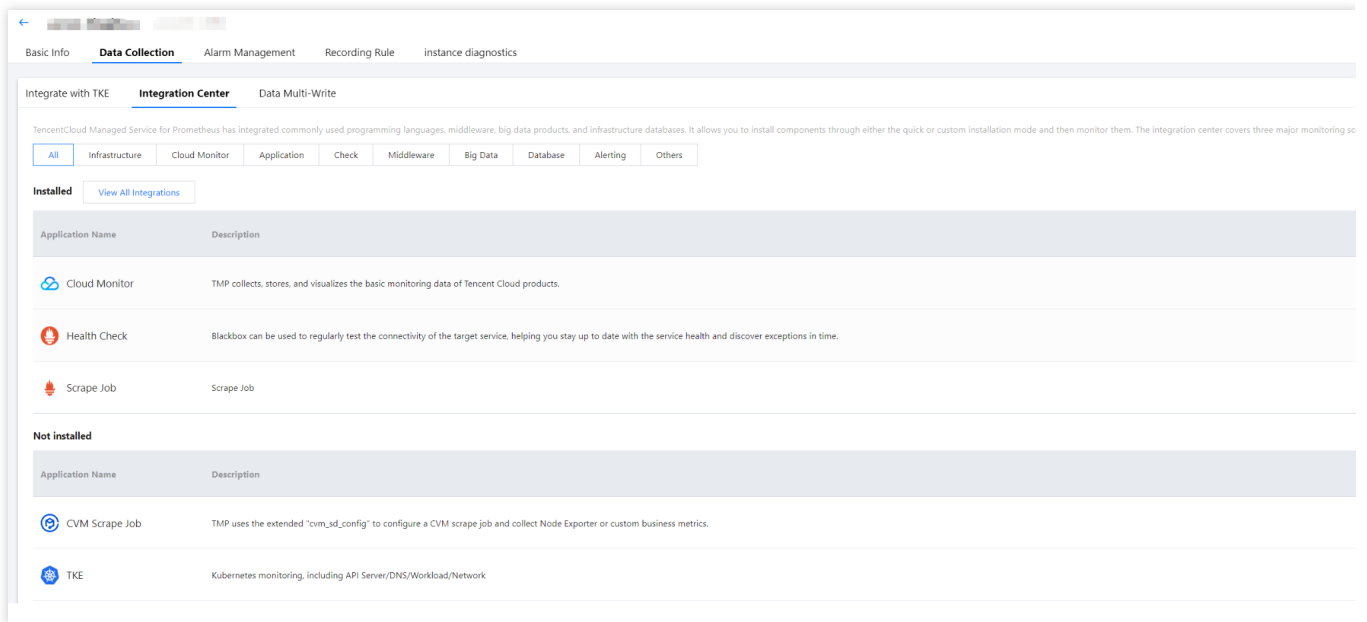 Basic Info Data Collection Alarm Management Recording Rule instance diagnostics
Integrate with TKE Integration Center Data Multi-Write
TencentCloud Managed Service for Prometheus has integrated commonly used programming languages, middleware, big data products, and infrastructure databases. It allows you to install components through either the quick or custom installation mode and then monitor them. The integration center covers three major monitoring sc
All Infrastructure Cloud Monitor Application Check Middleware Big Data Database Alerting Others
Installed View All Integrations
Application Name Description
Cloud Monitor TMP collects, stores, and visualizes the basic monitoring data of Tencent Cloud products.
Health Check Blackbox can be used to regularly test the connectivity of the target service, helping you stay up to date with the service health and discover exceptions in time.
Scrape Job Scrape Job
Not installed
Application Name Description
CVM Scrape Job TMP uses the extended "cvm_sd_config" to configure a CVM scrape job and collect Node Exporter or custom business metrics.
TKE Kubernetes monitoring, including API Server/DNS/Workload/Network